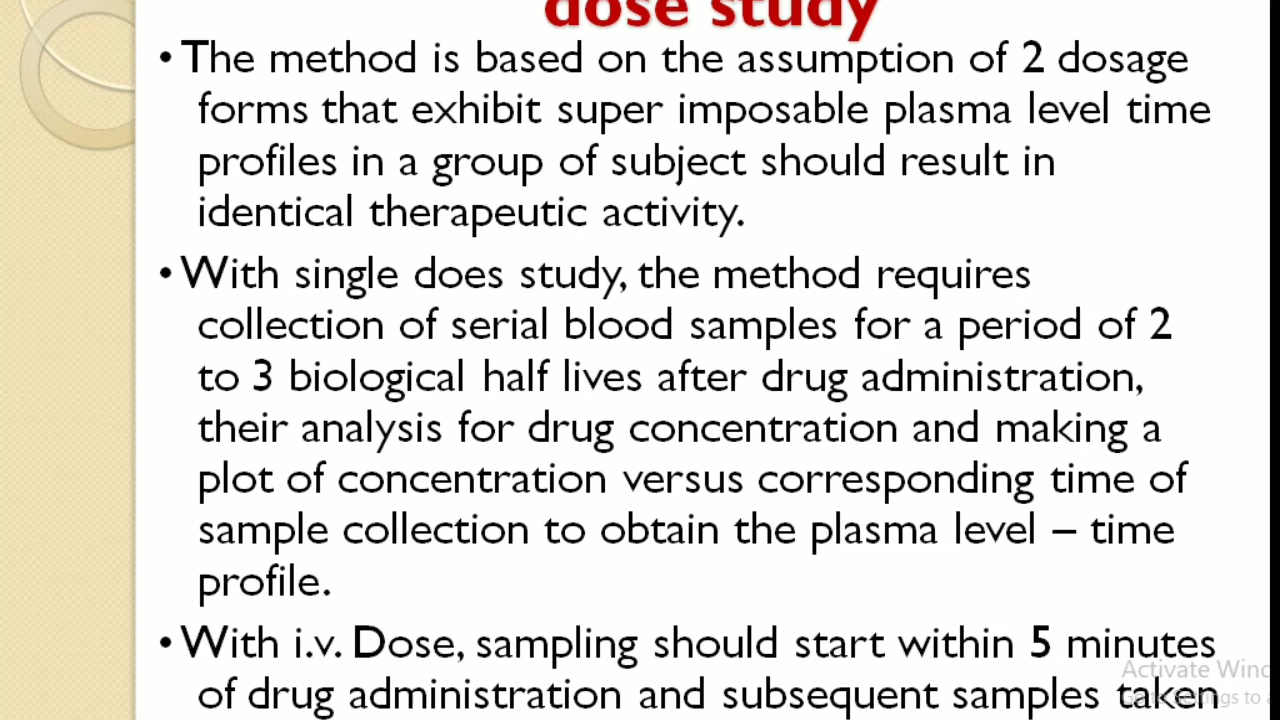 dose study
• The method is based on the assumption of 2 dosage
forms that exhibit super imposable plasma level time
profiles in a group of subject should result in
identical therapeutic activity.
• With single does study, the method requires
collection of serial blood samples for a period of 2
to 3 biological half lives after drug administration,
their analysis for drug concentration and making a
plot of concentration versus corresponding time of
sample collection to obtain the plasma level – time
profile.
• With i.v. Dose, sampling should start within 5 minutes
of drug administration and subsequent samples taken
Activate Wind
to a